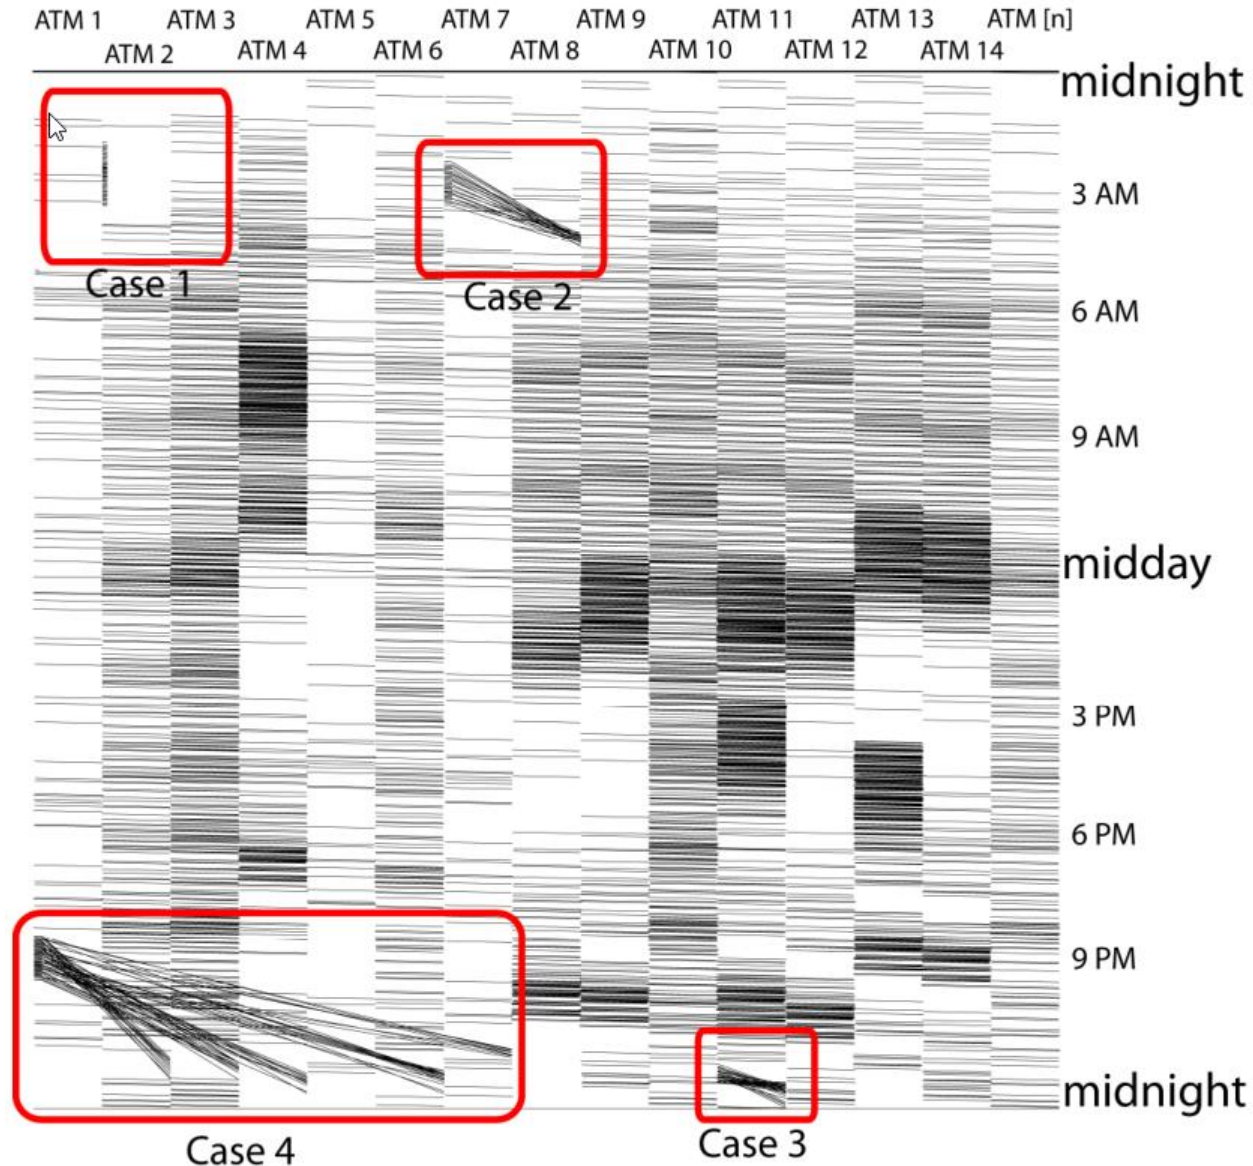 ATM 1 ATM 3 ATM 5 ATM 7 ATM 9 ATM 11 ATM 13 ATM [n]
ATM 2 ATM 4 ATM 6 ATM 8 ATM 10 ATM 12 ATM 14
midnight
3 AM
Case 1
Case 2
6 AM
9 AM
midday
3 PM
6 PM
9 PM
midnight
Case 4
Case 3